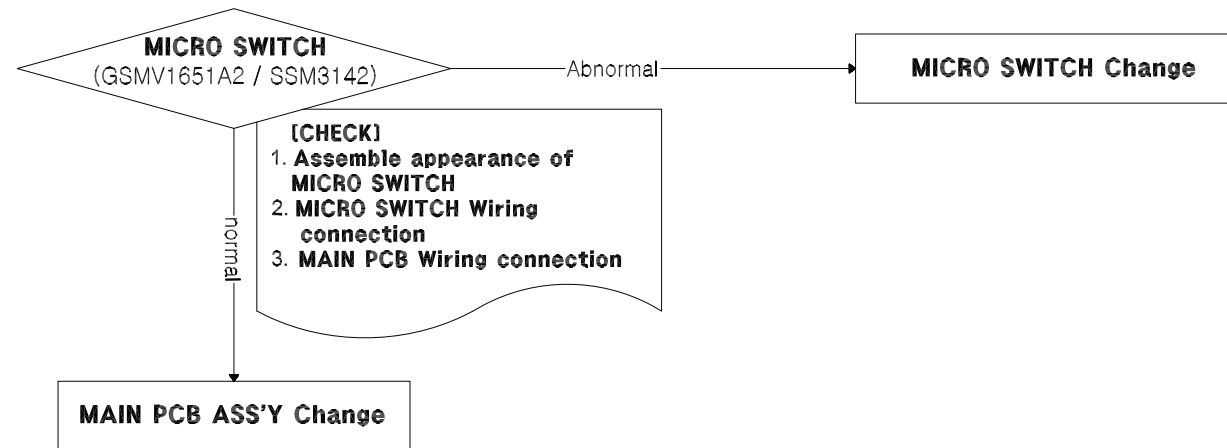 MICRO SWITCH
(GSMV1651A2 / SSM3142)
Abnormal
MICRO SWITCH Change
[CHECK]
1. Assemble appearance of
MICRO SWITCH
2. MICRO SWITCH Wiring
connection
3. MAIN PCB Wiring connection
normal
MAIN PCB ASS'Y Change